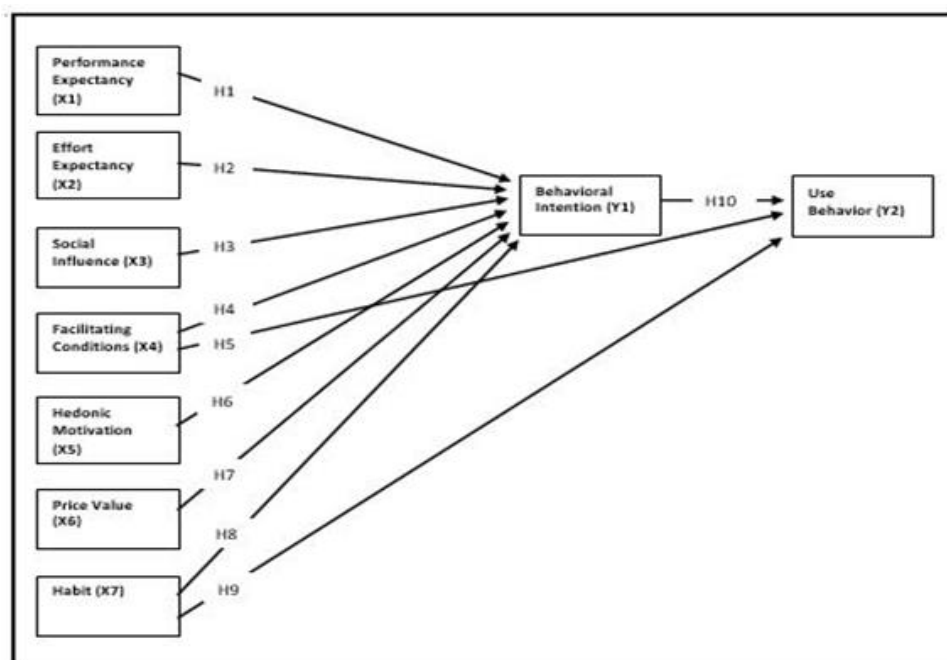 Performance
Expectancy
(X1)
H1
Effort
Expectancy
(X2)
H2
Behavioral
Intention (Y1)
H10
Use
Behavior (Y2)
Social
Influence (X3)
H3
H4
Facilitating
Conditions (X4)
H5
Hedonic
Motivation
(X5)
H6
Price Value
(X6)
H7
H8
Habit (X7)
H9